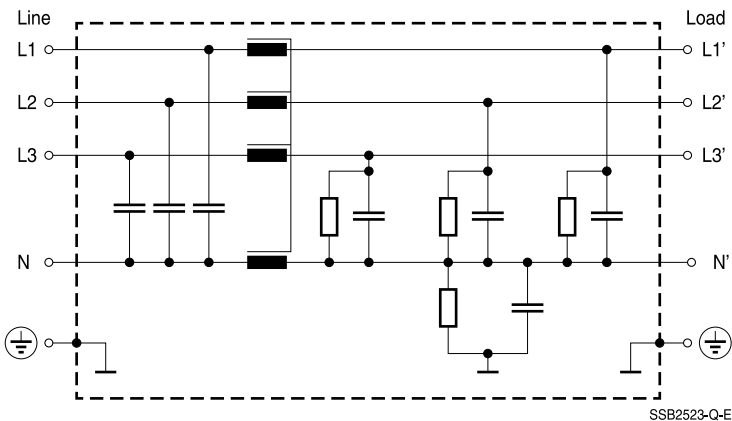 Line Load
L1 L1'
L2 L2'
L3 L3'
N N'
SSB2523-Q-E